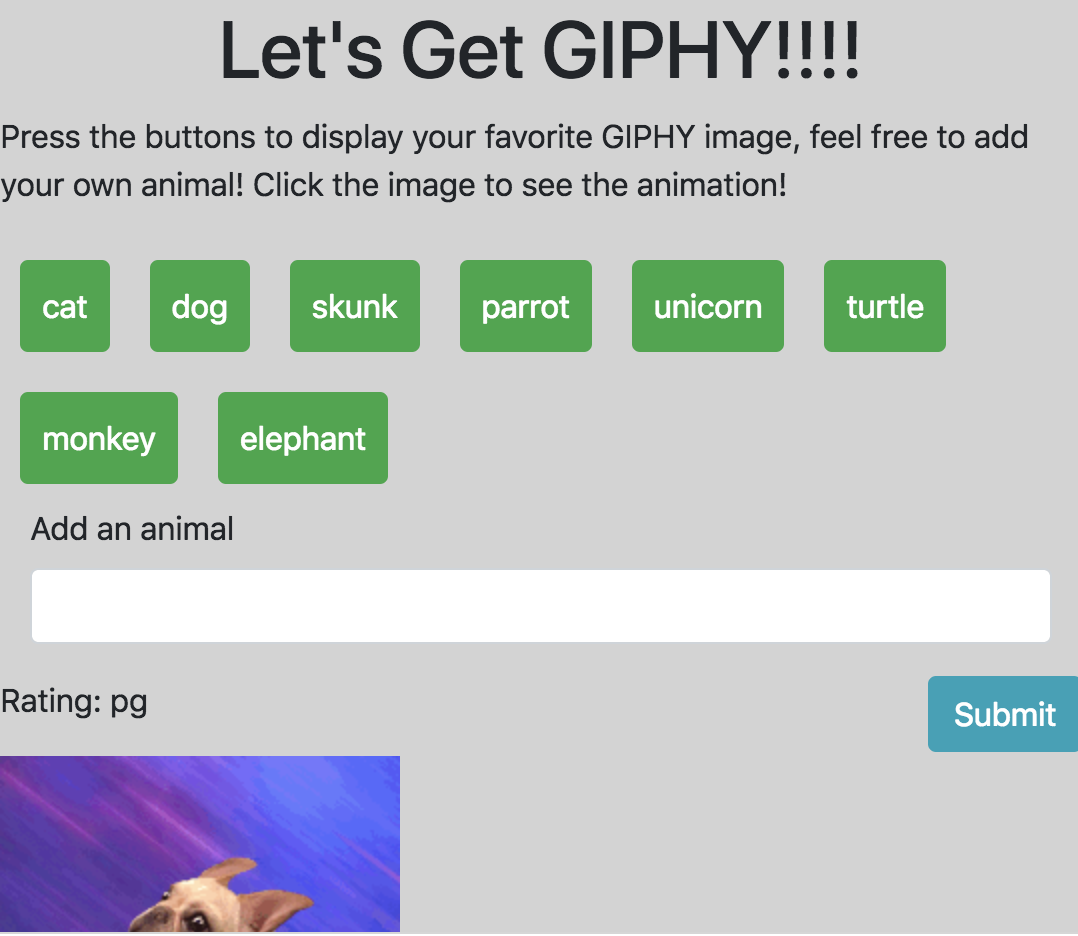 Let's Get GIPHY!!!!
Press the buttons to display your favorite GIPHY image, feel free to add
your own animal! Click the image to see the animation!
cat dog skunk parrot unicorn turtle
monkey elephant
Add an animal
Rating: pg
Submit